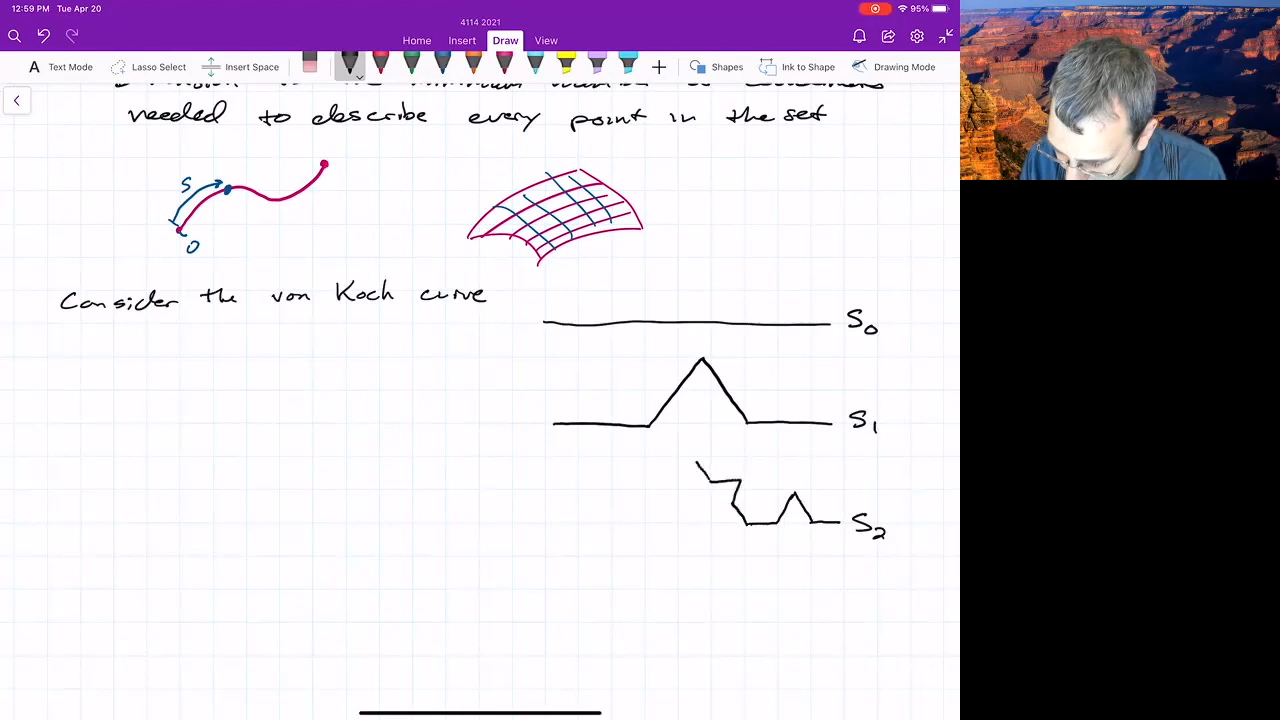 12:59 PM Tue Apr 20
95%
4114 2021
Home Insert Draw View
Text Mode Lasso Select Insert Space Shapes Ink to Shape Drawing Mode
needed to describe every point in the set
S
0
Consider the von Koch curve
S0
S1
S2